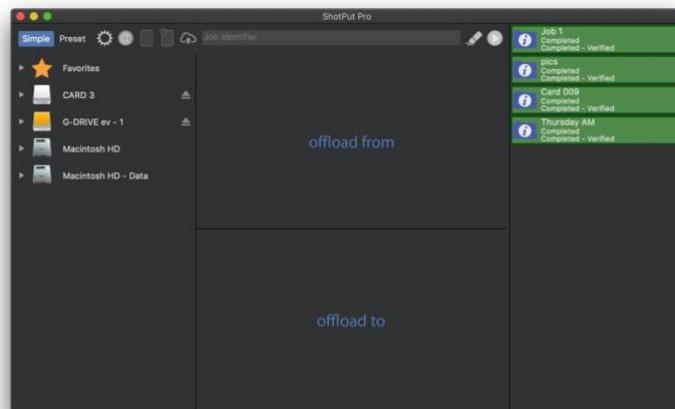 ShotPut Pro
Simple Preset Job Identifier
Favorites
CARD 3
G-DRIVE ev - 1
Macintosh HD
Macintosh HD - Data
offload from
offload to
Job 1
Completed
Completed - Verified
pics
Completed
Completed - Verified
Card 009
Completed
Completed - Verified
Thursday AM
Completed
Completed - Verified